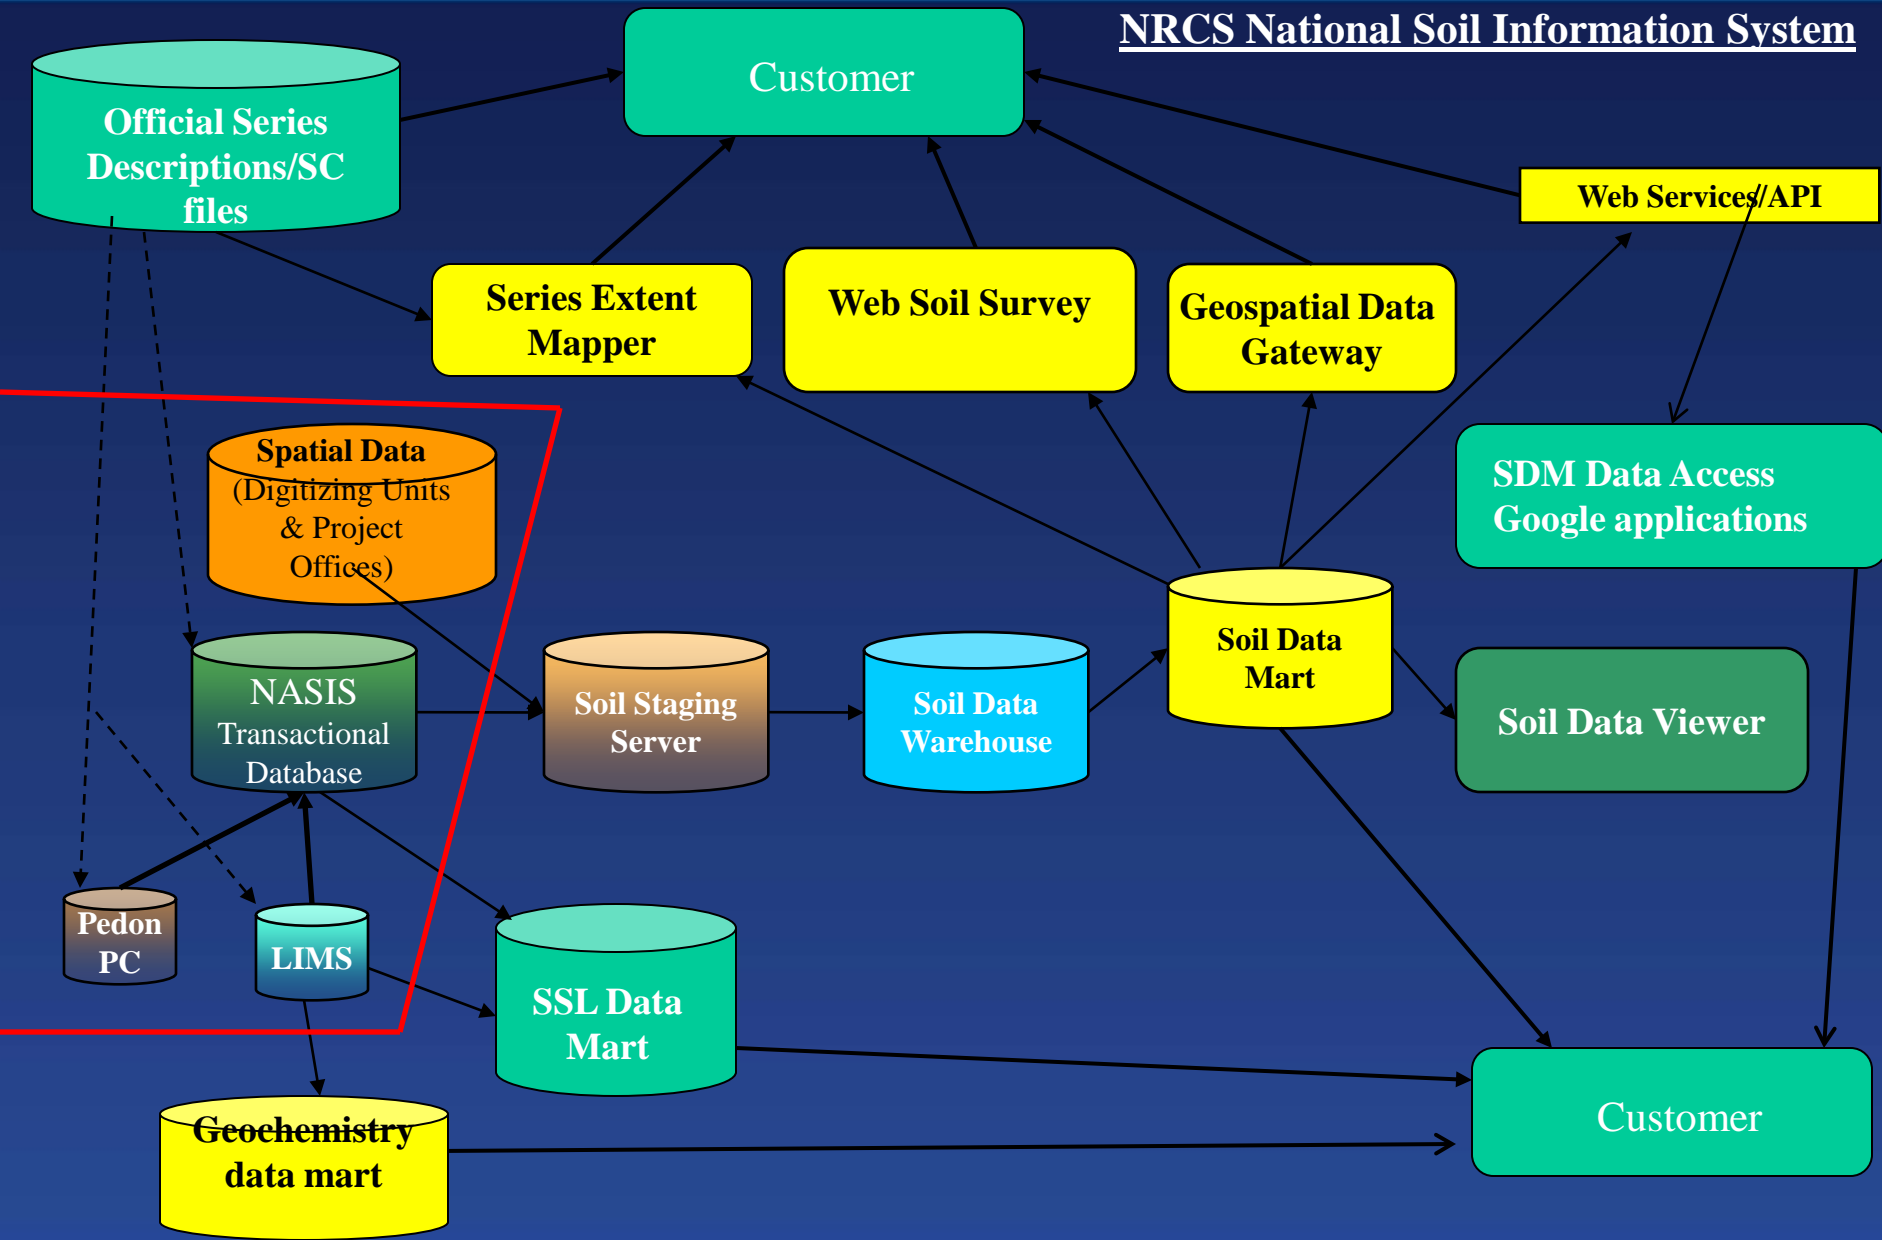 NRCS National Soil Information System
Customer
Official Series
Descriptions/SC
files
Web Services/API
Series Extent
Mapper
Web Soil Survey
Geospatial Data
Gateway
Spatial Data
(Digitizing Units
& Project
Offices)
SDM Data Access
Google applications
NASIS
Transactional
Database
Soil Staging
Server
Soil Data
Warehouse
Soil Data
Mart
Soil Data Viewer
Pedon
PC
LIMS
SSL Data
Mart
Geochemistry
data mart
Customer